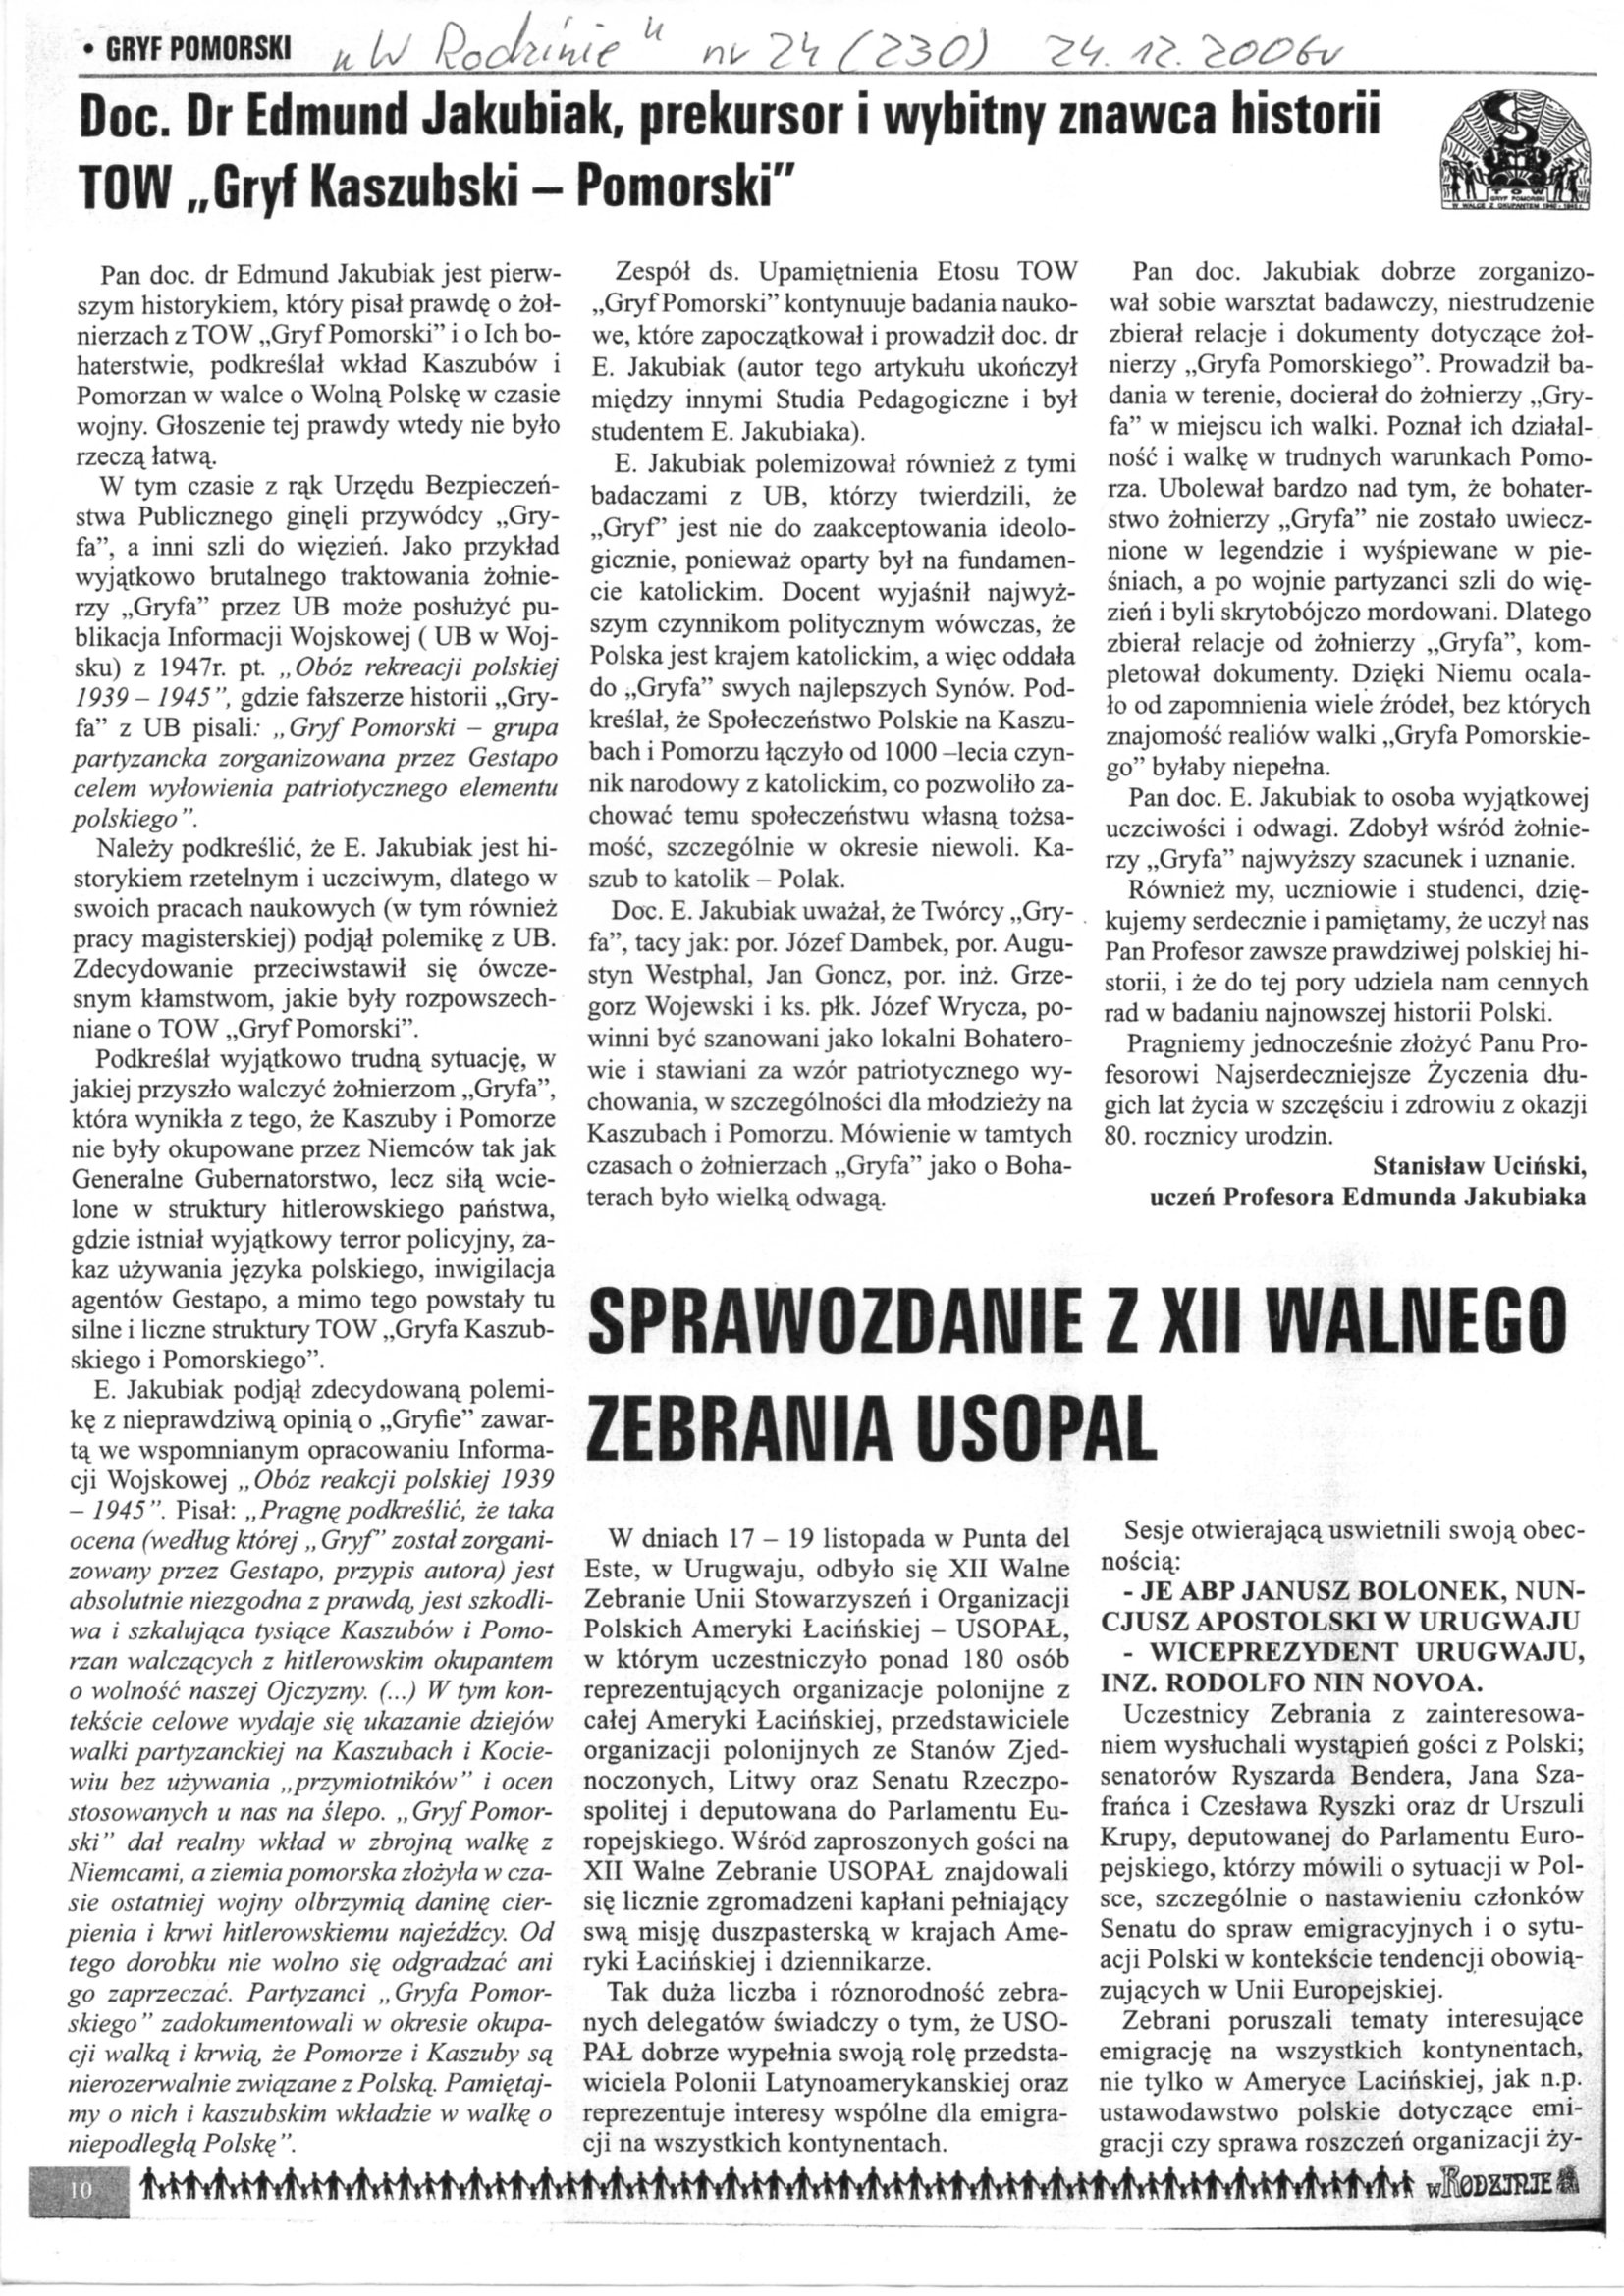 • GRYF POMORSKI
„W Rodzinie" nr 24 (230) 24.12.2006r
Doc. Dr Edmund Jakubiak, prekursor i wybitny znawca historii
TOW „Gryf Kaszubski – Pomorski"
T O W
GRYF POMORSKI
W WALCE Z OKUPANTEM
Pan doc. dr Edmund Jakubiak jest pierw-
szym historykiem, który pisał prawdę o żoł-
nierzach z TOW „Gryf Pomorski” i o Ich bo-
haterstwie, podkreślał wkład Kaszubów i
Pomorzan w walce o Wolną Polskę w czasie
wojny. Głoszenie tej prawdy wtedy nie było
rzeczą łatwą.
W tym czasie z rąk Urzędu Bezpieczeń-
stwa Publicznego ginęli przywódcy „Gry-
fa”, a inni szli do więzień. Jako przykład
wyjątkowo brutalnego traktowania żołnie-
rzy „Gryfa” przez UB może posłużyć pu-
blikacja Informacji Wojskowej ( UB w Woj-
sku) z 1947r. pt. „Obóz rekreacji polskiej
1939 – 1945”, gdzie fałszerze historii „Gry-
fa” z UB pisali: „Gryf Pomorski – grupa
partyzancka zorganizowana przez Gestapo
celem wyłowienia patriotycznego elementu
polskiego”.
Należy podkreślić, że E. Jakubiak jest hi-
storykiem rzetelnym i uczciwym, dlatego w
swoich pracach naukowych (w tym również
pracy magisterskiej) podjął polemikę z UB.
Zdecydowanie przeciwstawił się ówcze-
snym kłamstwom, jakie były rozpowszech-
niane o TOW „Gryf Pomorski”.
Podkreślał wyjątkowo trudną sytuację, w
jakiej przyszło walczyć żołnierzom „Gryfa”,
która wynikła z tego, że Kaszuby i Pomorze
nie były okupowane przez Niemców tak jak
Generalne Gubernatorstwo, lecz siłą wcie-
lone w struktury hitlerowskiego państwa,
gdzie istniał wyjątkowy terror policyjny, za-
kaz używania języka polskiego, inwigilacja
agentów Gestapo, a mimo tego powstały tu
silne i liczne struktury TOW „Gryfa Kaszub-
skiego i Pomorskiego”.
E. Jakubiak podjął zdecydowaną polemi-
kę z nieprawdziwą opinią o „Gryfie” zawar-
tą we wspomnianym opracowaniu Informa-
cji Wojskowej „Obóz reakcji polskiej 1939
– 1945”. Pisał: „Pragnę podkreślić, że taka
ocena (według której „Gryf” został zorgani-
zowany przez Gestapo, przypis autora) jest
absolutnie niezgodna z prawdą, jest szkodli-
wa i szkalująca tysiące Kaszubów i Pomo-
rzan walczących z hitlerowskim okupantem
o wolność naszej Ojczyzny. (...) W tym kon-
tekście celowe wydaje się ukazanie dziejów
walki partyzanckiej na Kaszubach i Kocie-
wiu bez używania „przymiotników” i ocen
stosowanych u nas na ślepo. „Gryf Pomor-
ski” dał realny wkład w zbrojną walkę z
Niemcami, a ziemia pomorska złożyła w cza-
sie ostatniej wojny olbrzymią daninę cier-
pienia i krwi hitlerowskiemu najeźdźcy. Od
tego dorobku nie wolno się odgradzać ani
go zaprzeczać. Partyzanci „Gryfa Pomor-
skiego” zadokumentowali w okresie okupa-
cji walką i krwią, że Pomorze i Kaszuby są
nierozerwalnie związane z Polską. Pamiętaj-
my o nich i kaszubskim wkładzie w walkę o
niepodległą Polskę”.
Zespół ds. Upamiętnienia Etosu TOW
„Gryf Pomorski” kontynuuje badania nauko-
we, które zapoczątkował i prowadził doc. dr
E. Jakubiak (autor tego artykułu ukończył
między innymi Studia Pedagogiczne i był
studentem E. Jakubiaka).
E. Jakubiak polemizował również z tymi
badaczami z UB, którzy twierdzili, że
„Gryf” jest nie do zaakceptowania ideolo-
gicznie, ponieważ oparty był na fundamen-
cie katolickim. Docent wyjaśnił najwyż-
szym czynnikom politycznym wówczas, że
Polska jest krajem katolickim, a więc oddała
do „Gryfa” swych najlepszych Synów. Pod-
kreślał, że Społeczeństwo Polskie na Kaszu-
bach i Pomorzu łączyło od 1000 –lecia czyn-
nik narodowy z katolickim, co pozwoliło za-
chować temu społeczeństwu własną tożsa-
mość, szczególnie w okresie niewoli. Ka-
szub to katolik – Polak.
Doc. E. Jakubiak uważał, że Twórcy „Gry-
fa”, tacy jak: por. Józef Dambek, por. Augu-
styn Westphal, Jan Goncz, por. inż. Grze-
gorz Wojewski i ks. płk. Józef Wrycza, po-
winni być szanowani jako lokalni Bohatero-
wie i stawiani za wzór patriotycznego wy-
chowania, w szczególności dla młodzieży na
Kaszubach i Pomorzu. Mówienie w tamtych
czasach o żołnierzach „Gryfa” jako o Boha-
terach było wielką odwagą.
Pan doc. Jakubiak dobrze zorganizo-
wał sobie warsztat badawczy, niestrudzenie
zbierał relacje i dokumenty dotyczące żoł-
nierzy „Gryfa Pomorskiego”. Prowadził ba-
dania w terenie, docierał do żołnierzy „Gry-
fa” w miejscu ich walki. Poznał ich działal-
ność i walkę w trudnych warunkach Pomo-
rza. Ubolewał bardzo nad tym, że bohater-
stwo żołnierzy „Gryfa” nie zostało uwiecz-
nione w legendzie i wyśpiewane w pie-
śniach, a po wojnie partyzanci szli do wię-
zień i byli skrytobójczo mordowani. Dlatego
zbierał relacje od żołnierzy „Gryfa”, kom-
pletował dokumenty. Dzięki Niemu ocala-
ło od zapomnienia wiele źródeł, bez których
znajomość realiów walki „Gryfa Pomorskie-
go” byłaby niepełna.
Pan doc. E. Jakubiak to osoba wyjątkowej
uczciwości i odwagi. Zdobył wśród żołnie-
rzy „Gryfa” najwyższy szacunek i uznanie.
Również my, uczniowie i studenci, dzię-
kujemy serdecznie i pamiętamy, że uczył nas
Pan Profesor zawsze prawdziwej polskiej hi-
storii, i że do tej pory udziela nam cennych
rad w badaniu najnowszej historii Polski.
Pragniemy jednocześnie złożyć Panu Pro-
fesorowi Najserdeczniejsze Życzenia dłu-
gich lat życia w szczęściu i zdrowiu z okazji
80. rocznicy urodzin.
Stanisław Uciński,
uczeń Profesora Edmunda Jakubiaka
SPRAWOZDANIE Z XII WALNEGO
ZEBRANIA USOPAL
W dniach 17 – 19 listopada w Punta del
Este, w Urugwaju, odbyło się XII Walne
Zebranie Unii Stowarzyszeń i Organizacji
Polskich Ameryki Łacińskiej – USOPAŁ,
w którym uczestniczyło ponad 180 osób
reprezentujących organizacje polonijne z
całej Ameryki Łacińskiej, przedstawiciele
organizacji polonijnych ze Stanów Zjed-
noczonych, Litwy oraz Senatu Rzeczpo-
spolitej i deputowana do Parlamentu Eu-
ropejskiego. Wśród zaproszonych gości na
XII Walne Zebranie USOPAŁ znajdowali
się licznie zgromadzeni kapłani pełniający
swą misję duszpasterską w krajach Ame-
ryki Łacińskiej i dziennikarze.
Tak duża liczba i róznorodność zebra-
nych delegatów świadczy o tym, że USO-
PAŁ dobrze wypełnia swoją rolę przedsta-
wiciela Polonii Latynoamerykanskiej oraz
reprezentuje interesy wspólne dla emigra-
cji na wszystkich kontynentach.
Sesje otwierającą uswietnili swoją obec-
nością:
- JE ABP JANUSZ BOLONEK, NUN-
CJUSZ APOSTOLSKI W URUGWAJU
- WICEPREZYDENT URUGWAJU,
INZ. RODOLFO NIN NOVOA.
Uczestnicy Zebrania z zainteresowa-
niem wysłuchali wystąpień gości z Polski;
senatorów Ryszarda Bendera, Jana Sza-
frańca i Czesława Ryszki oraz dr Urszuli
Krupy, deputowanej do Parlamentu Euro-
pejskiego, którzy mówili o sytuacji w Pol-
sce, szczególnie o nastawieniu członków
Senatu do spraw emigracyjnych i o sytu-
acji Polski w kontekście tendencji obowią-
zujących w Unii Europejskiej.
Zebrani poruszali tematy interesujące
emigrację na wszystkich kontynentach,
nie tylko w Ameryce Lacińskiej, jak n.p.
ustawodawstwo polskie dotyczące emi-
gracji czy sprawa roszczeń organizacji ży-
10
wRODZINIE